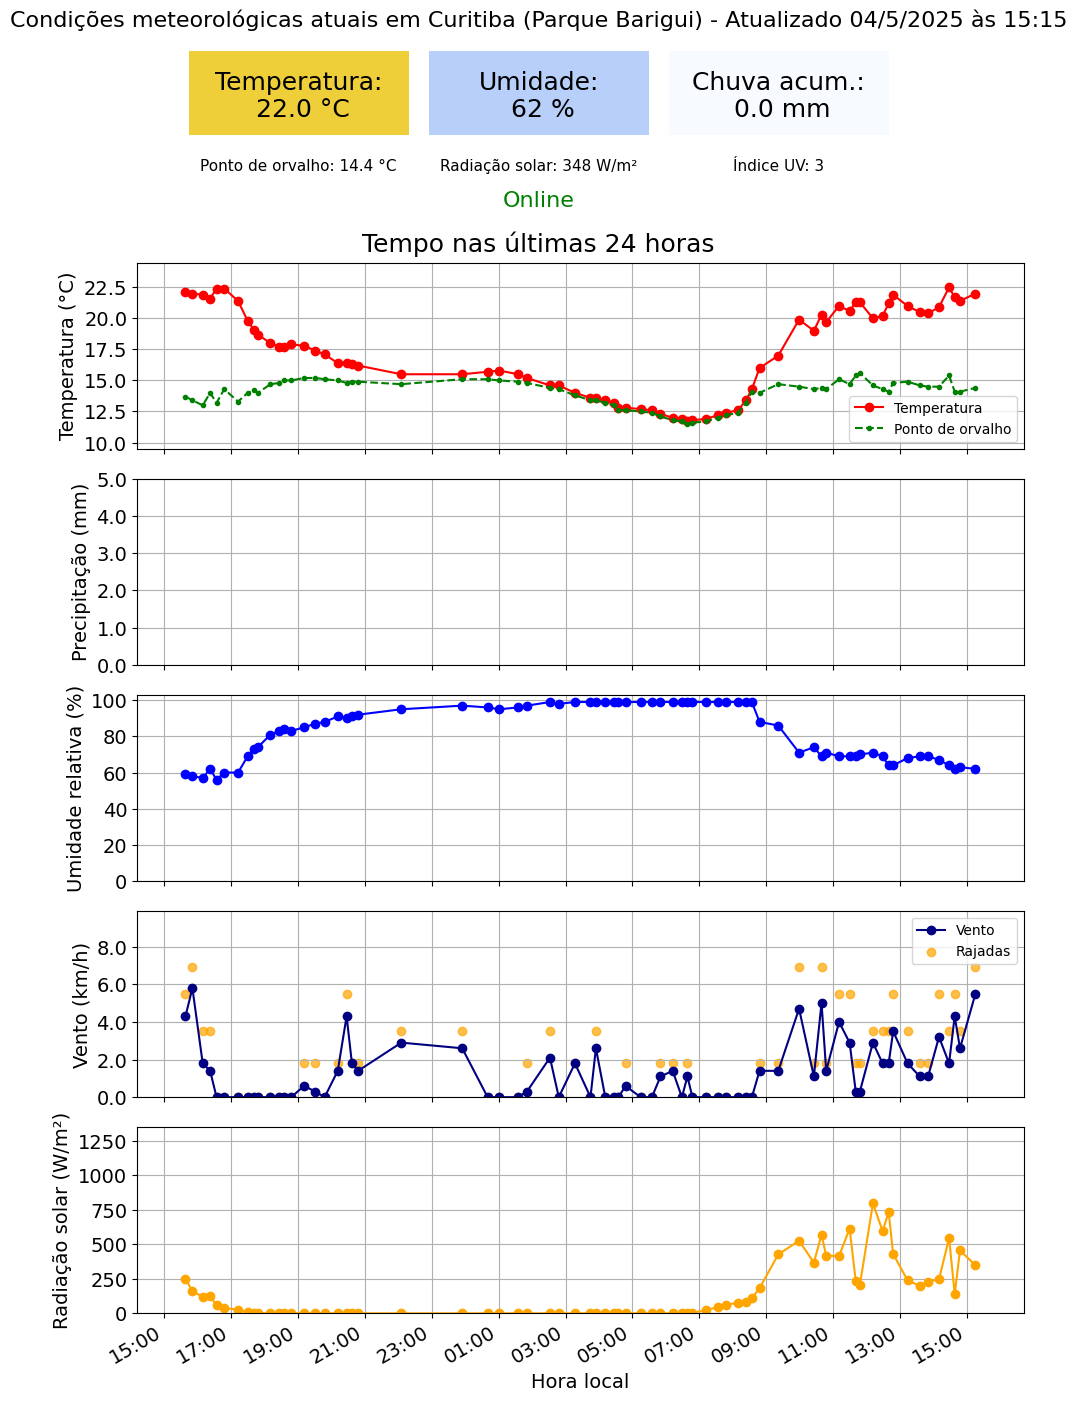 Condições meteorológicas atuais em Curitiba (Parque Barigui) - Atualizado 04/5/2025 às 15:15
Temperatura:
22.0 °C
Umidade:
62 %
Chuva acum.:
0.0 mm
Ponto de orvalho: 14.4 °C
Radiação solar: 348 W/m²
Índice UV: 3
Online
Tempo nas últimas 24 horas
Temperatura (°C)
22.5
20.0
17.5
15.0
12.5
10.0
Temperatura
Ponto de orvalho
Precipitação (mm)
5.0
4.0
3.0
2.0
1.0
0.0
Umidade relativa (%)
100
80
60
40
20
0
Vento (km/h)
8.0
6.0
4.0
2.0
0.0
Vento
Rajadas
Radiação solar (W/m²)
1250
1000
750
500
250
0
15:00
17:00
19:00
21:00
23:00
01:00
03:00
05:00
07:00
09:00
11:00
13:00
15:00
Hora local